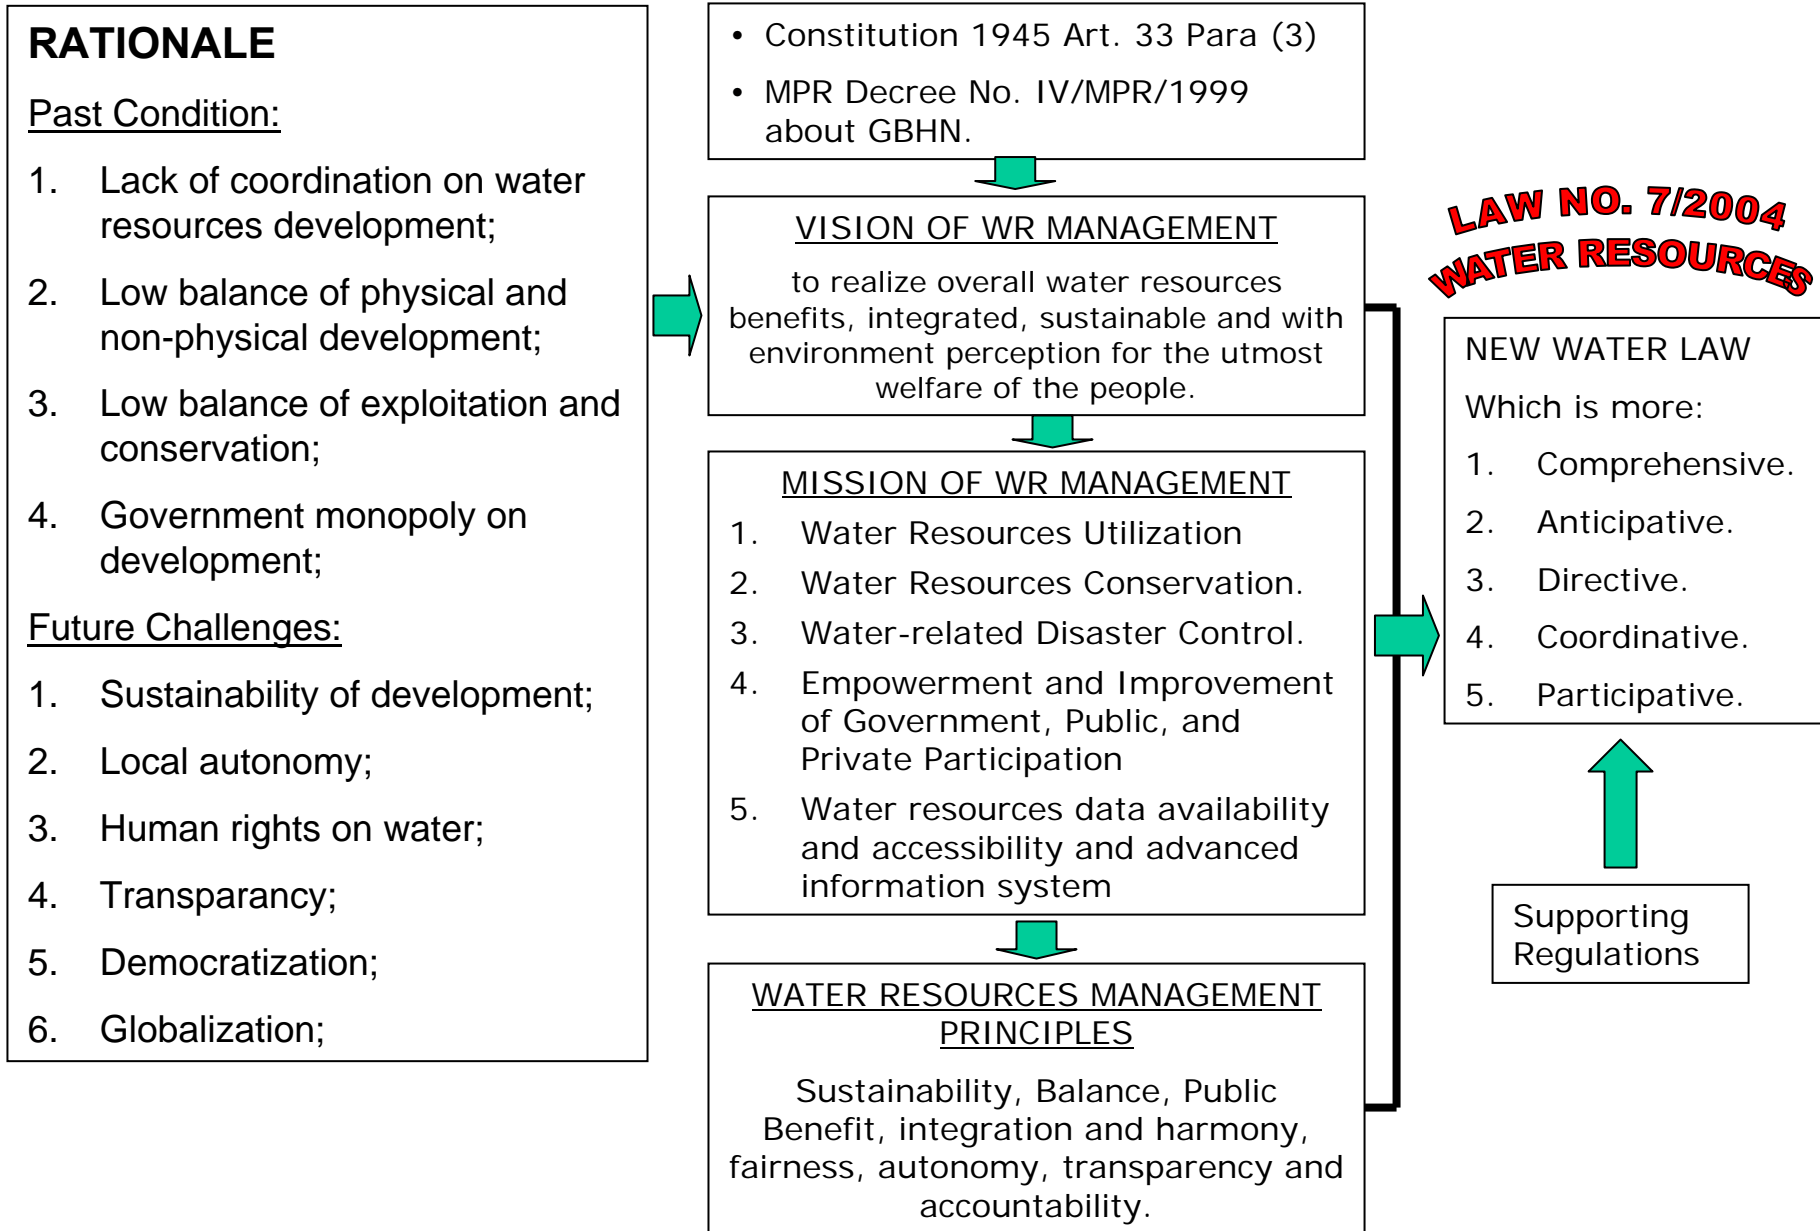 RATIONALE
Past Condition:
1. Lack of coordination on water
resources development;
2. Low balance of physical and
non-physical development;
3. Low balance of exploitation and
conservation;
4. Government monopoly on
development;
Future Challenges:
1. Sustainability of development;
2. Local autonomy;
3. Human rights on water;
4. Transparancy;
5. Democratization;
6. Globalization;
• Constitution 1945 Art. 33 Para (3)
• MPR Decree No. IV/MPR/1999
about GBHN.
VISION OF WR MANAGEMENT
to realize overall water resources
benefits, integrated, sustainable and with
environment perception for the utmost
welfare of the people.
MISSION OF WR MANAGEMENT
1. Water Resources Utilization
2. Water Resources Conservation.
3. Water-related Disaster Control.
4. Empowerment and Improvement
of Government, Public, and
Private Participation
5. Water resources data availability
and accessibility and advanced
information system
WATER RESOURCES MANAGEMENT
PRINCIPLES
Sustainability, Balance, Public
Benefit, integration and harmony,
fairness, autonomy, transparency and
accountability.
LAW NO. 7/2004
WATER RESOURCES
NEW WATER LAW
Which is more:
1. Comprehensive.
2. Anticipative.
3. Directive.
4. Coordinative.
5. Participative.
Supporting
Regulations